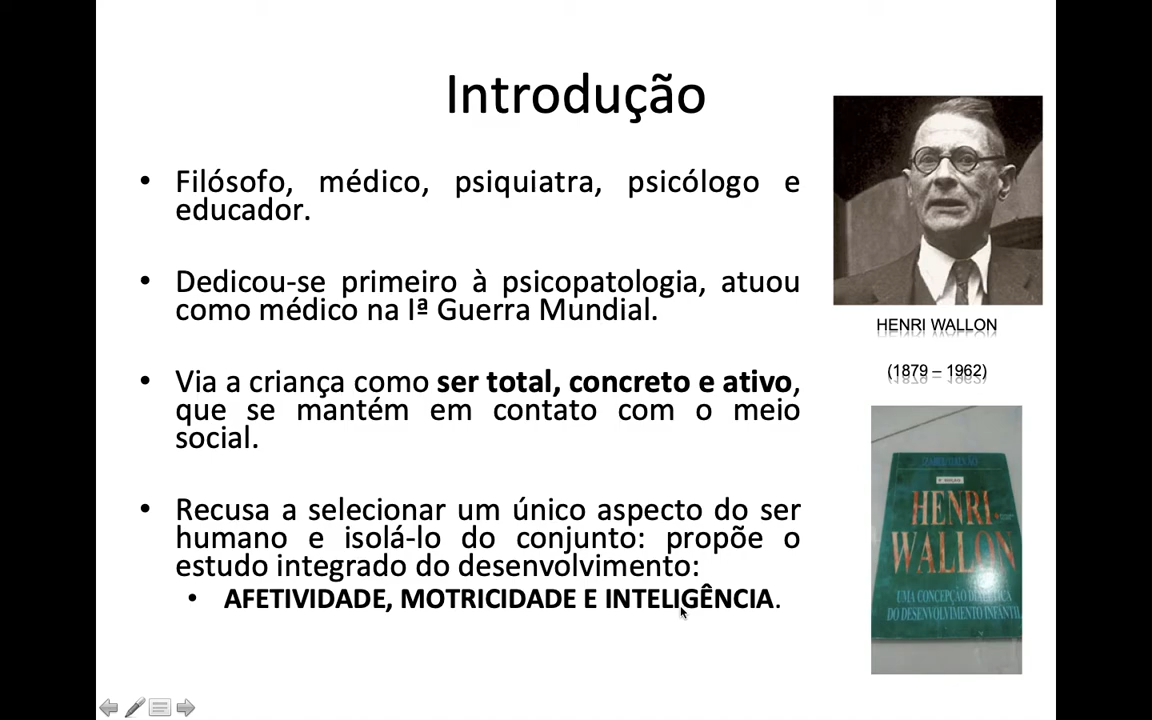 Introdução
• Filósofo, médico, psiquiatra, psicólogo e
educador.
• Dedicou-se primeiro à psicopatologia, atuou
como médico na Iª Guerra Mundial.
• Via a criança como ser total, concreto e ativo,
que se mantém em contato com o meio
social.
• Recusa a selecionar um único aspecto do ser
humano e isolá-lo do conjunto: propõe o
estudo integrado do desenvolvimento:
• AFETIVIDADE, MOTRICIDADE E INTELIGÊNCIA.
HENRI WALLON
(1879 – 1962)
HENRI
WALLON
UMA CONCEPÇÃO DIALÉTICA
DO DESENVOLVIMENTO INFANTIL